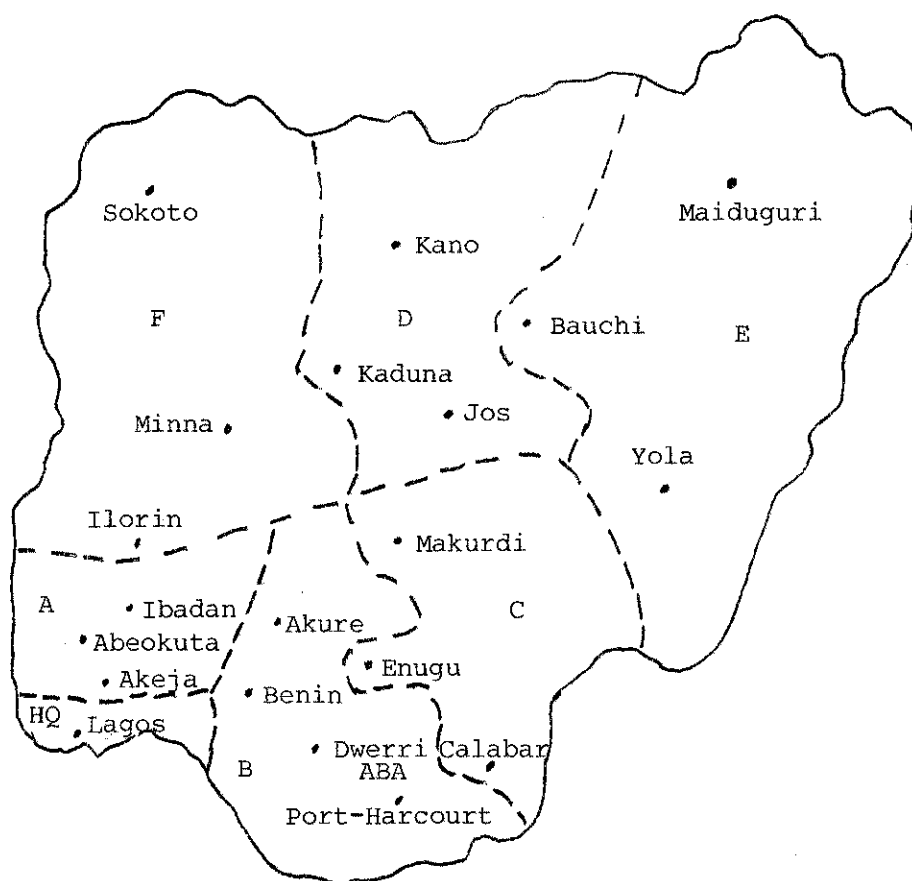 Sokoto
Maiduguri
Kano
F
D
Bauchi
E
Kaduna
Minna
Jos
Yola
Ilorin
Makurdi
A
Ibadan
C
Akure
Abeokuta
Enugu
Akeja
Benin
HQ
Lagos
Dwerri Calabar
B
ABA
Port-Harcourt